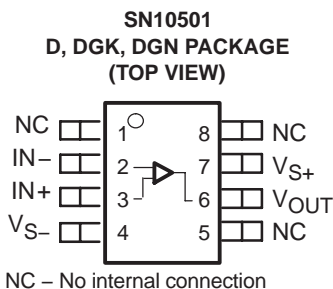 SN10501
D, DGK, DGN PACKAGE
(TOP VIEW)
NC 1 8 NC
IN− 2 7 VS+
IN+ 3 6 VOUT
VS− 4 5 NC
NC − No internal connection